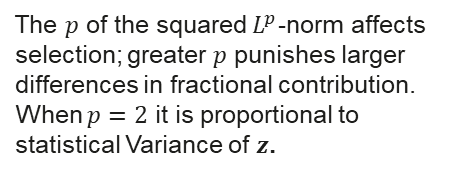 The p of the squared Lᵖ-norm affects
selection; greater p punishes larger
differences in fractional contribution.
When p = 2 it is proportional to
statistical Variance of z.